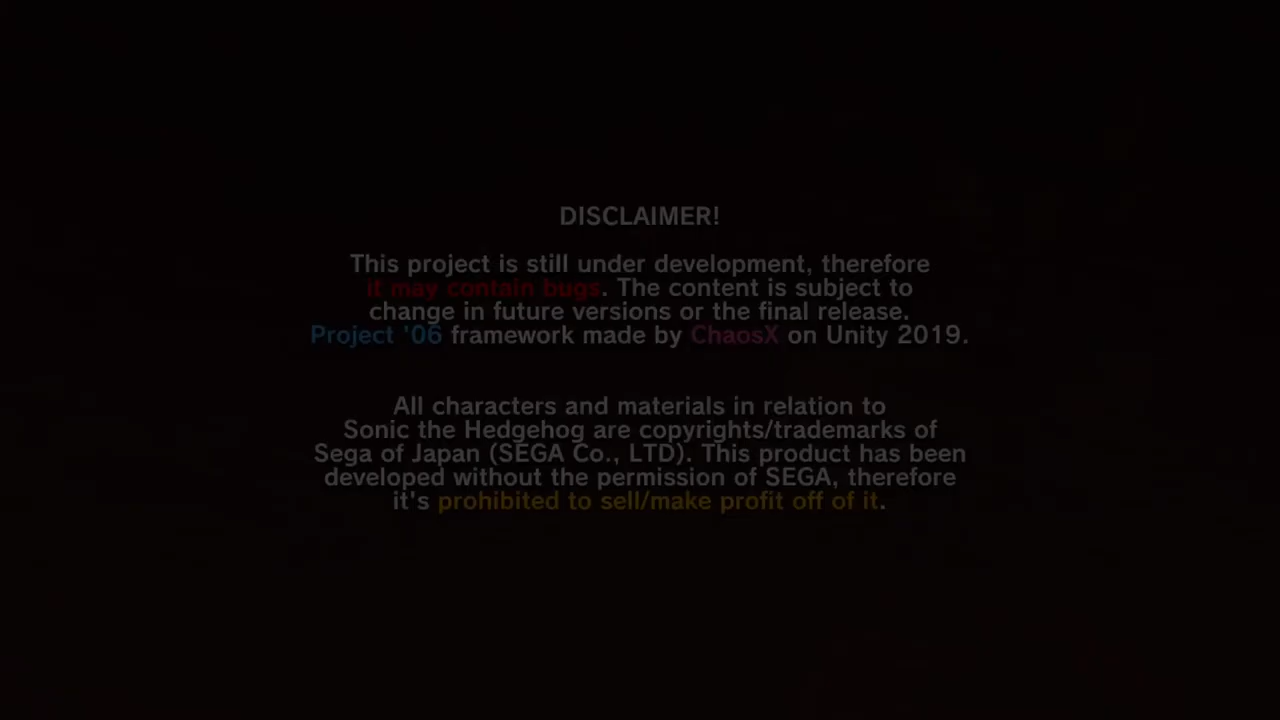 DISCLAIMER!
This project is still under development, therefore
it may contain bugs. The content is subject to
change in future versions or the final release.
Project '06 framework made by ChaosX on Unity 2019.
All characters and materials in relation to
Sonic the Hedgehog are copyrights/trademarks of
Sega of Japan (SEGA Co., LTD). This product has been
developed without the permission of SEGA, therefore
it's prohibited to sell/make profit off of it.